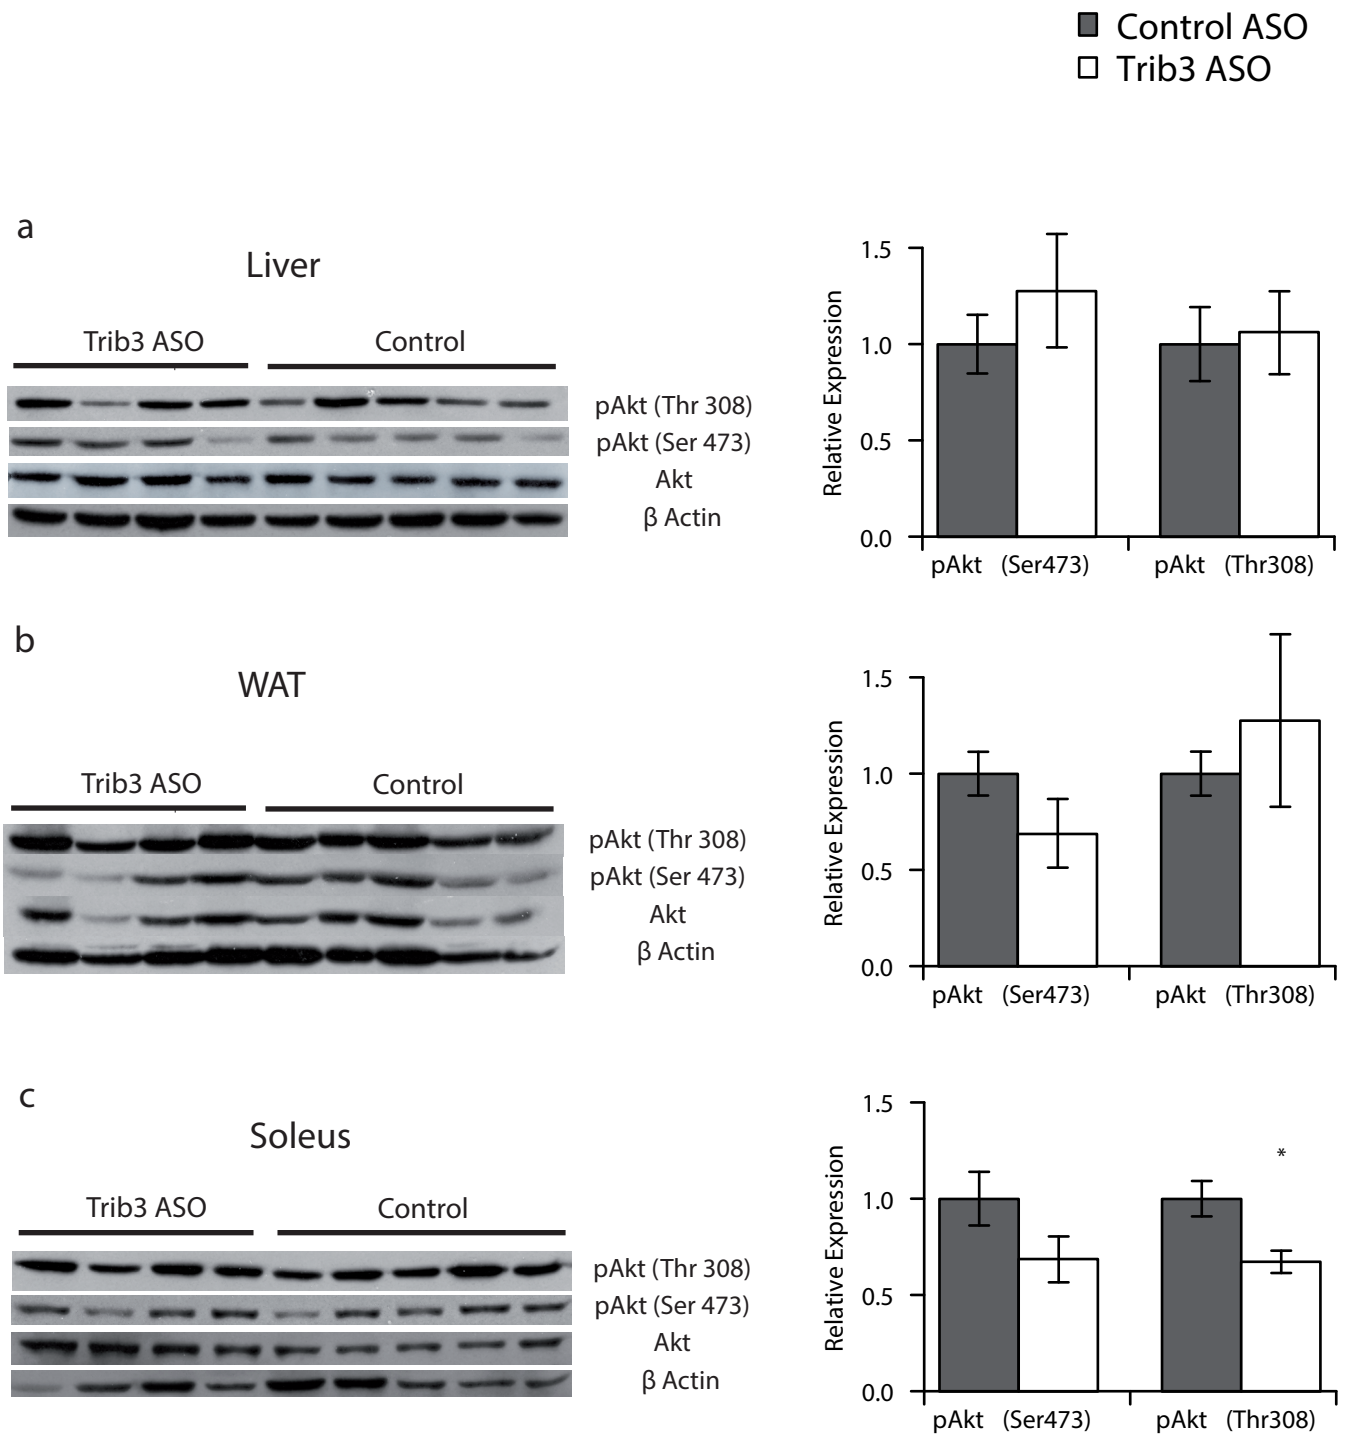 Control ASO
Trib3 ASO
a
Liver
Trib3 ASO Control
pAkt (Thr 308)
pAkt (Ser 473)
Akt
β Actin
Relative Expression
1.5
1.0
0.5
0.0
pAkt (Ser473) pAkt (Thr308)
b
WAT
Trib3 ASO Control
pAkt (Thr 308)
pAkt (Ser 473)
Akt
β Actin
Relative Expression
1.5
1.0
0.5
0.0
pAkt (Ser473) pAkt (Thr308)
c
Soleus
Trib3 ASO Control
pAkt (Thr 308)
pAkt (Ser 473)
Akt
β Actin
Relative Expression
1.5
*
1.0
0.5
0.0
pAkt (Ser473) pAkt (Thr308)